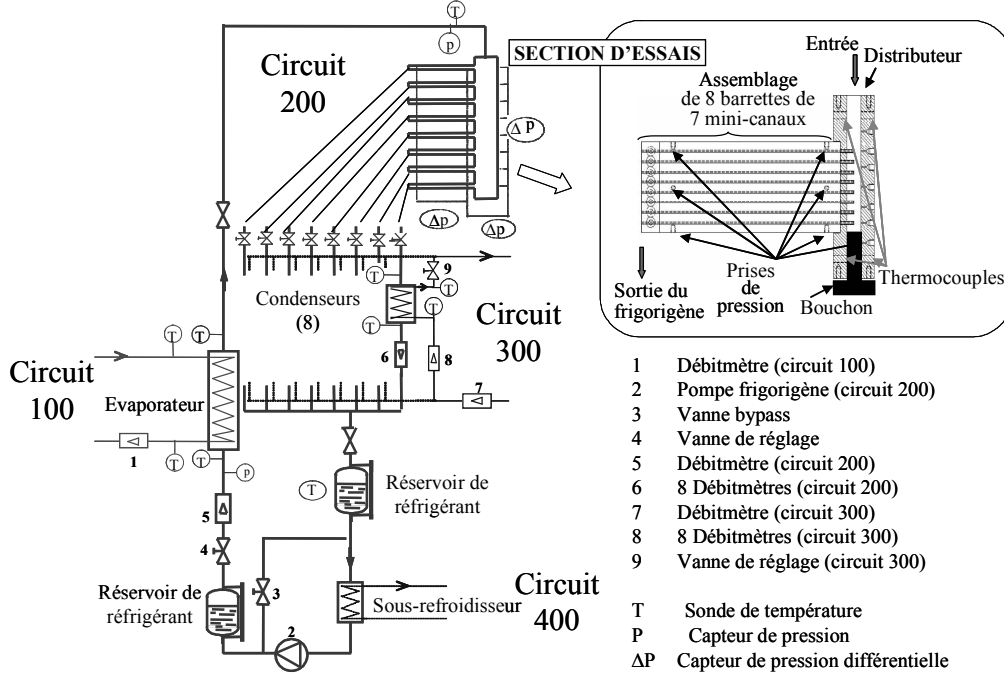 T
p
Circuit
200
ΔP
Δp
Δp
SECTION D'ESSAIS
Entrée
Distributeur
Assemblage
de 8 barrettes de
7 mini-canaux
Prises
de
pression
Thermocouples
Sortie du
frigorigène
Bouchon
T
9
T
Condenseurs
(8)
T
T
6
8
7
Circuit
300
T
T
Circuit
100
Evaporateur
1
T
T
p
5
4
T
Réservoir de
réfrigérant
Réservoir de
réfrigérant
3
2
Sous-refroidisseur
Circuit
400
1 Débitmètre (circuit 100)
2 Pompe frigorigène (circuit 200)
3 Vanne bypass
4 Vanne de réglage
5 Débitmètre (circuit 200)
6 8 Débitmètres (circuit 200)
7 Débitmètre (circuit 300)
8 8 Débitmètres (circuit 300)
9 Vanne de réglage (circuit 300)
T Sonde de température
P Capteur de pression
ΔP Capteur de pression différentielle